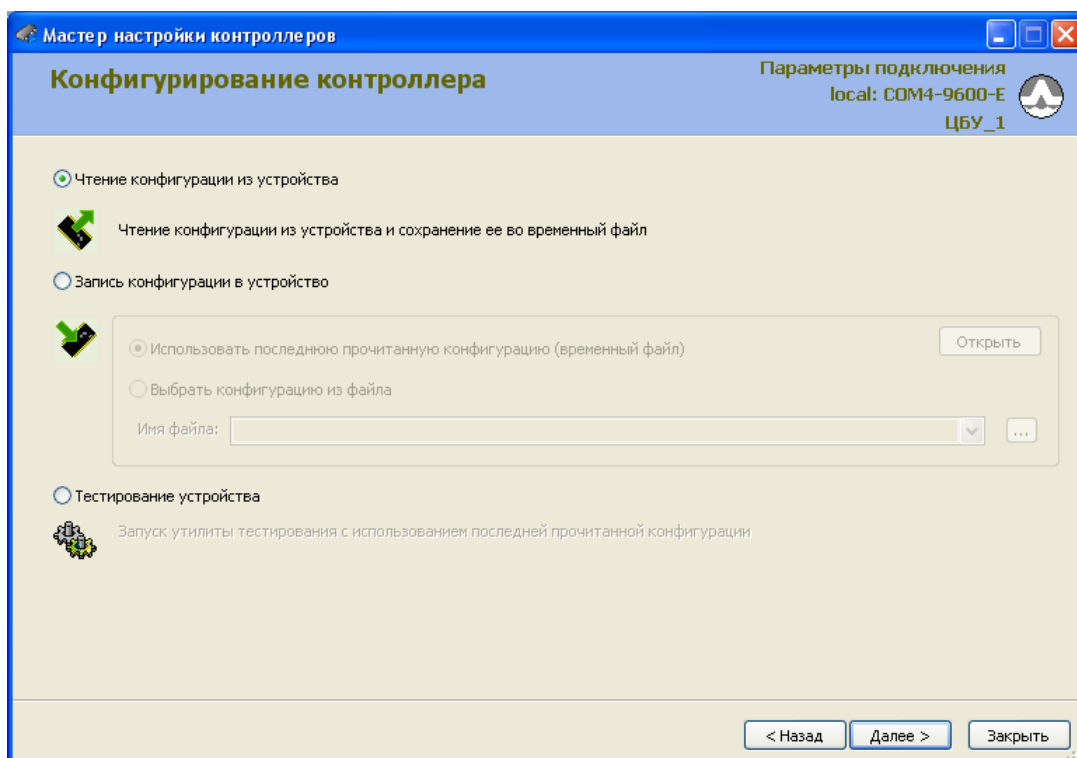 Мастер настройки контроллеров
Конфигурирование контроллера
Параметры подключения
local: COM4-9600-E
ЦБУ_1
Чтение конфигурации из устройства
Чтение конфигурации из устройства и сохранение ее во временный файл
Запись конфигурации в устройство
Использовать последнюю прочитанную конфигурацию (временный файл)
Открыть
Выбрать конфигурацию из файла
Имя файла:
...
Тестирование устройства
Запуск утилиты тестирования с использованием последней прочитанной конфигурации
< Назад
Далее >
Закрыть